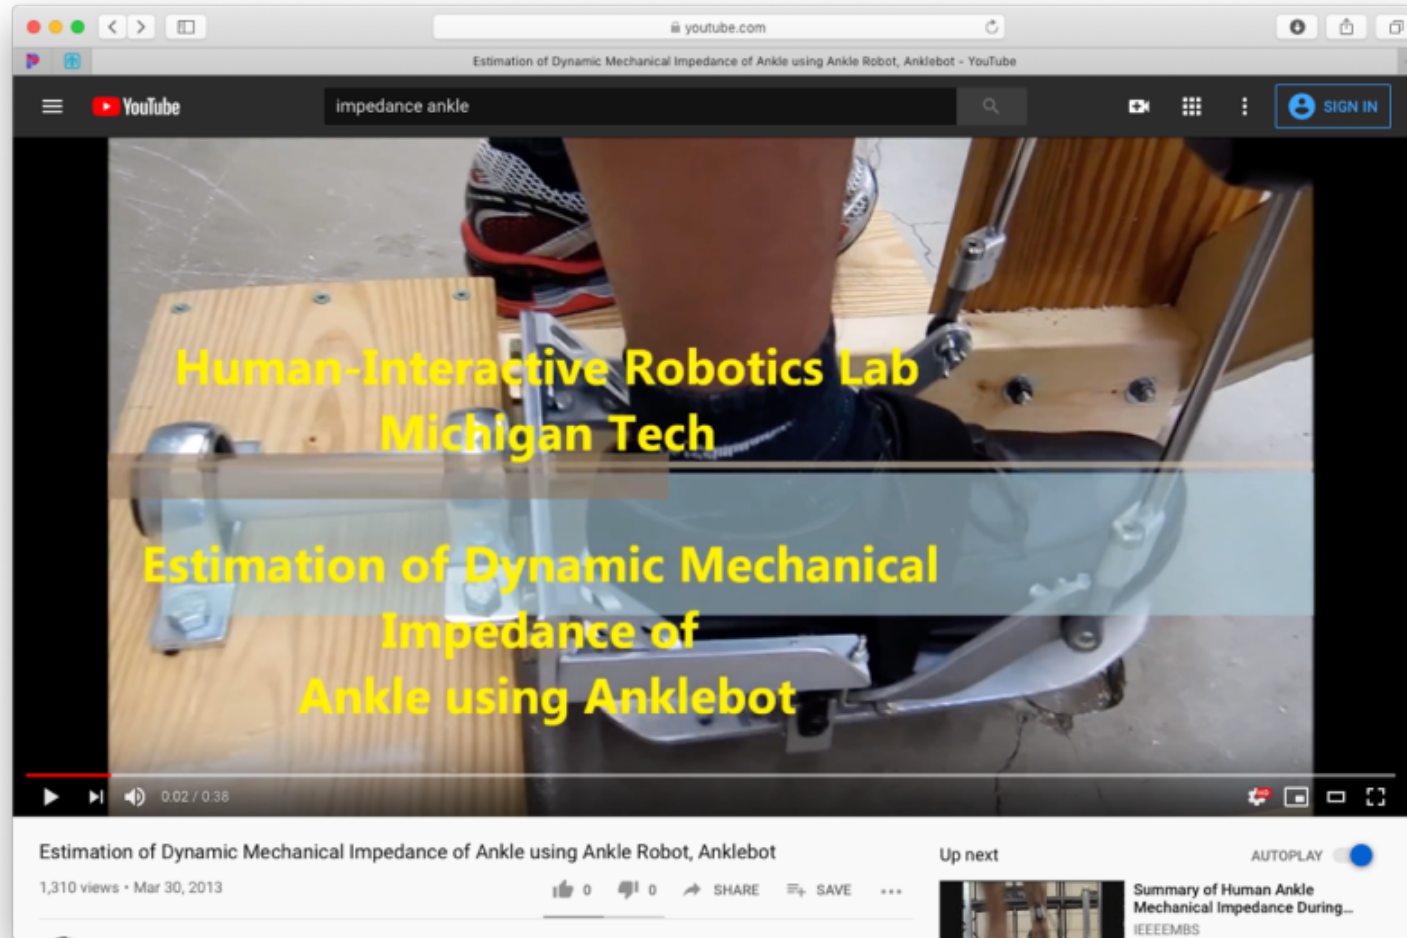 youtube.com
Estimation of Dynamic Mechanical Impedance of Ankle using Ankle Robot, Anklebot - YouTube
YouTube
impedance ankle
SIGN IN
Human-Interactive Robotics Lab
Michigan Tech
Estimation of Dynamic Mechanical
Impedance of
Ankle using Anklebot
0:02 / 0:38
HD
Estimation of Dynamic Mechanical Impedance of Ankle using Ankle Robot, Anklebot
1,310 views • Mar 30, 2013
0
0
SHARE
SAVE
Up next
AUTOPLAY
Summary of Human Ankle
Mechanical Impedance During...
IEEEEMBS